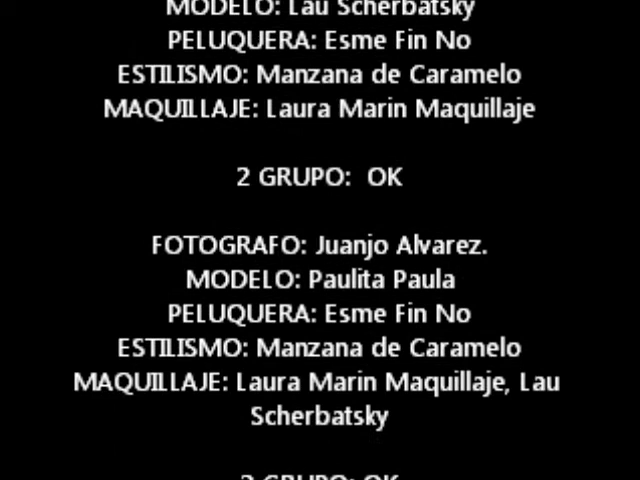 MODELO: Lau Scherbatsky
PELUQUERA: Esme Fin No
ESTILISMO: Manzana de Caramelo
MAQUILLAJE: Laura Marin Maquillaje
2 GRUPO: OK
FOTOGRAFO: Juanjo Alvarez.
MODELO: Paulita Paula
PELUQUERA: Esme Fin No
ESTILISMO: Manzana de Caramelo
MAQUILLAJE: Laura Marin Maquillaje, Lau
Scherbatsky
GRUPO: OK